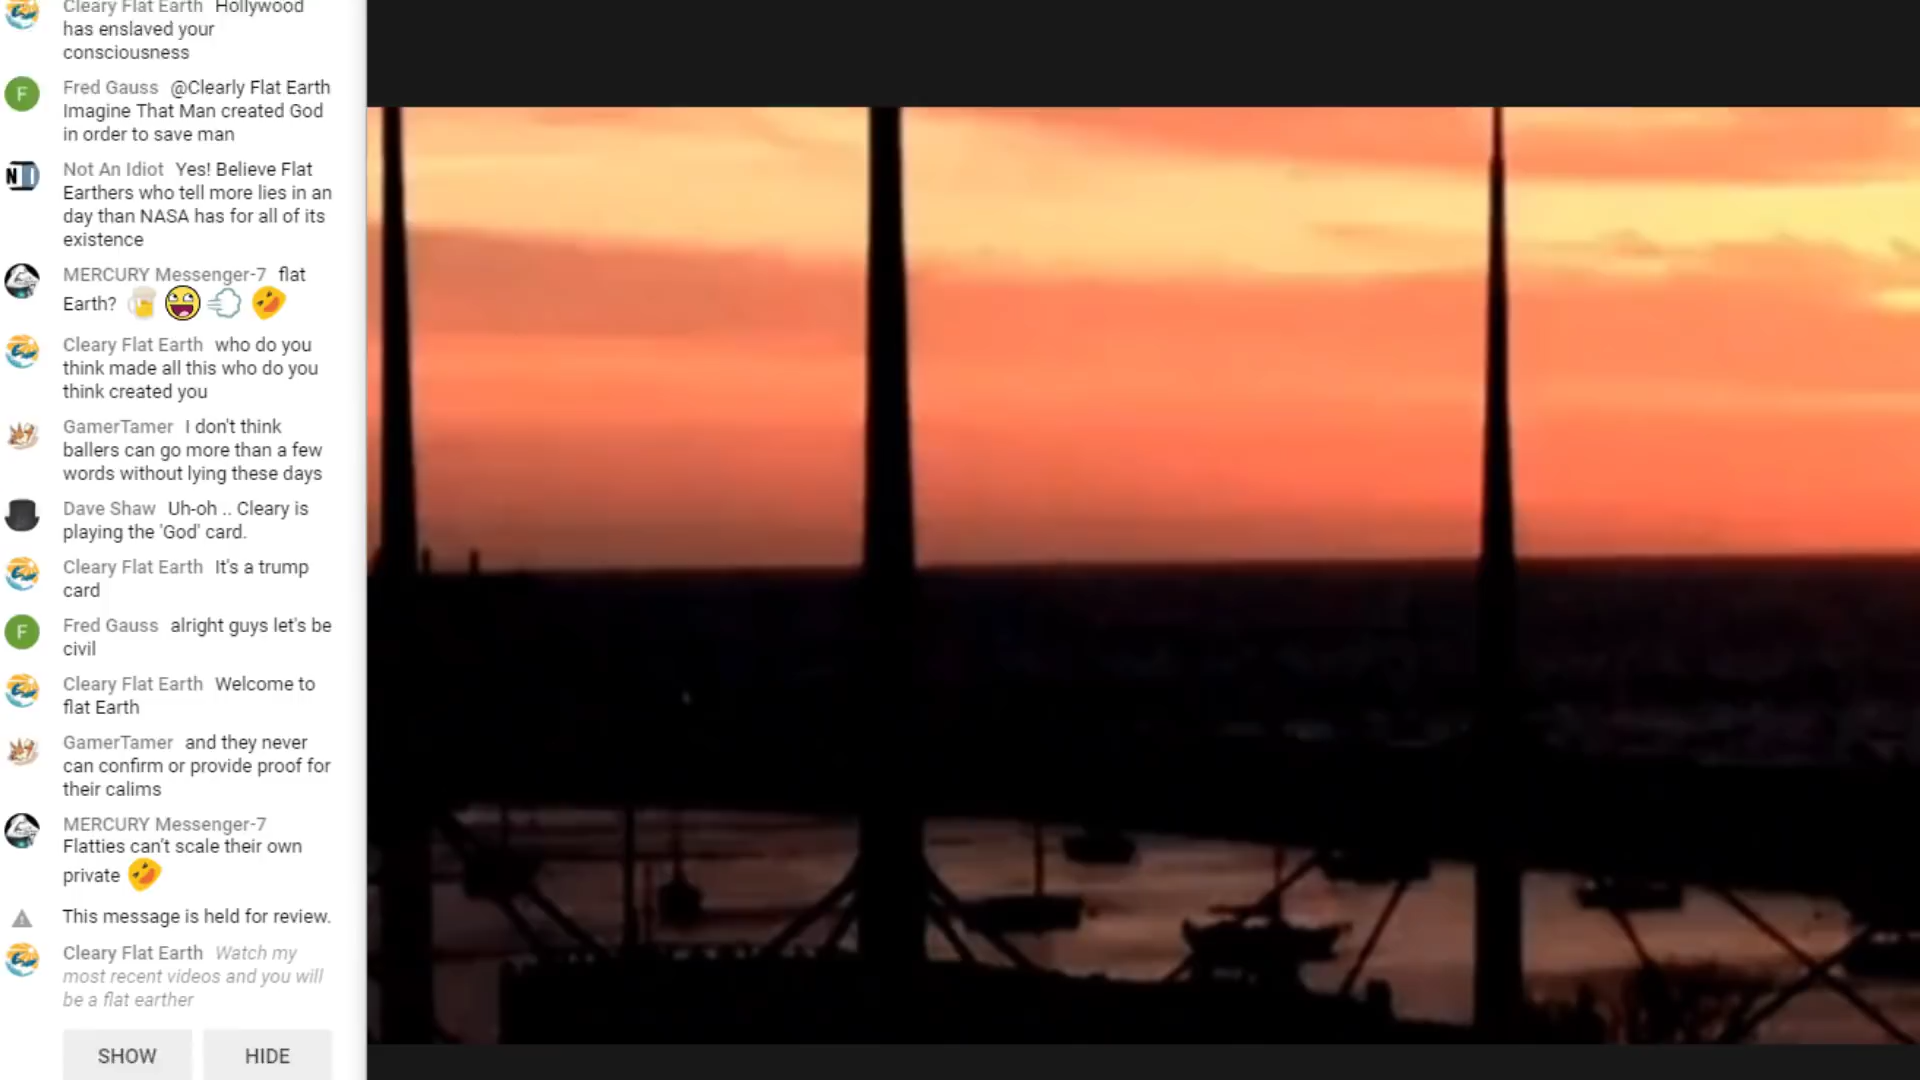 Cleary Flat Earth Hollywood
has enslaved your
consciousness
F
Fred Gauss @Clearly Flat Earth
Imagine That Man created God
in order to save man
NI
Not An Idiot Yes! Believe Flat
Earthers who tell more lies in an
day than NASA has for all of its
existence
MERCURY Messenger-7 flat
Earth?
Cleary Flat Earth who do you
think made all this who do you
think created you
GamerTamer I don't think
ballers can go more than a few
words without lying these days
Dave Shaw Uh-oh .. Cleary is
playing the 'God' card.
Cleary Flat Earth It's a trump
card
F
Fred Gauss alright guys let's be
civil
Cleary Flat Earth Welcome to
flat Earth
GamerTamer and they never
can confirm or provide proof for
their calims
MERCURY Messenger-7
Flatties can't scale their own
private
This message is held for review.
Cleary Flat Earth Watch my
most recent videos and you will
be a flat earther
SHOW HIDE